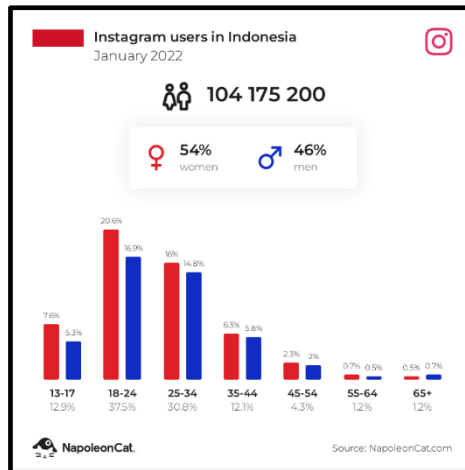 Instagram users in Indonesia
January 2022
104 175 200
54%
women
46%
men
7.6% 5.3% 20.6% 16.9% 16% 14.8% 6.3% 5.8% 2.3% 2% 0.7% 0.5% 0.5% 0.7%
13-17 18-24 25-34 35-44 45-54 55-64 65+
12.9% 37.5% 30.8% 12.1% 4.3% 1.2% 1.2%
NapoleonCat. Source: NapoleonCat.com